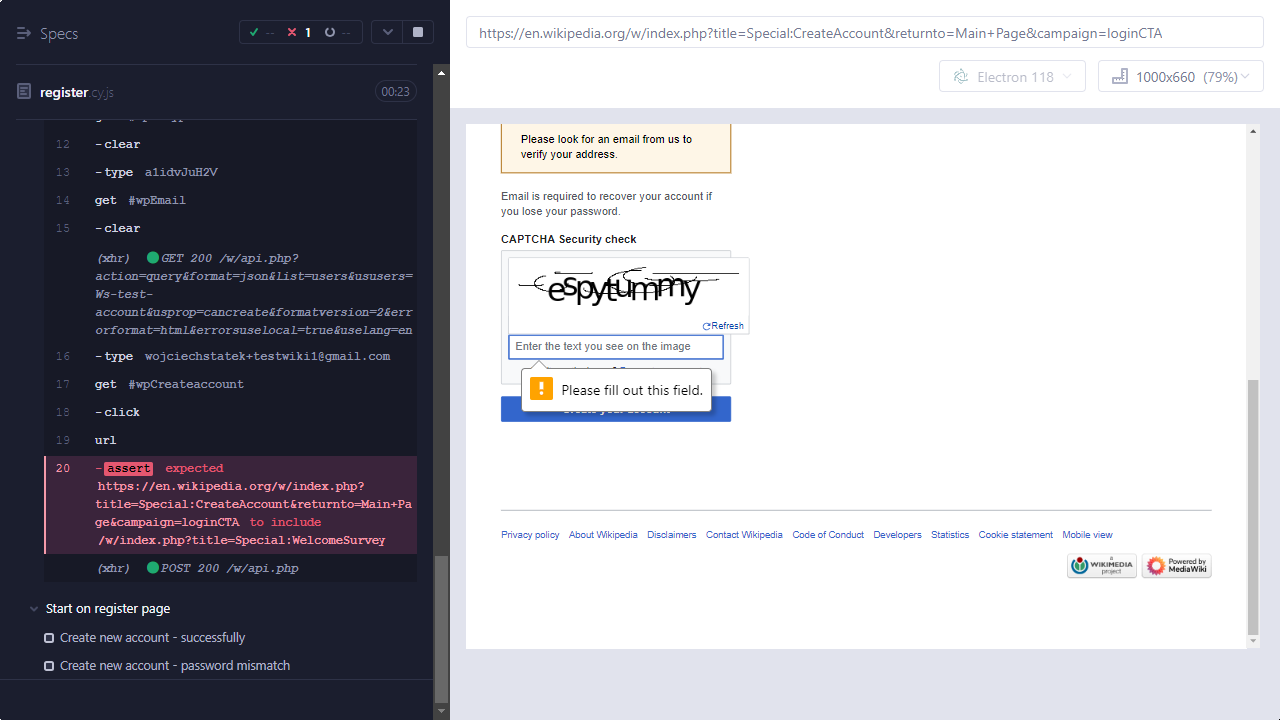 Specs
-- 1 --
register.cy.js
00:23
12 -clear
13 -type a1idvJuH2V
14 get #wpEmail
15 -clear
(xhr) GET 200 /w/api.php?
action=query&format=json&list=users&ususers=
Ws-test-
account&usprop=cancreate&formatversion=2&err
orformat=html&errorsuselocal=true&uselang=en
16 -type wojciechstatek+testwiki1@gmail.com
17 get #wpCreateaccount
18 -click
19 url
20 -assert expected
https://en.wikipedia.org/w/index.php?
title=Special:CreateAccount&returnto=Main+Pa
ge&campaign=loginCTA to include
/w/index.php?title=Special:WelcomeSurvey
(xhr) POST 200 /w/api.php
Start on register page
Create new account - successfully
Create new account - password mismatch
https://en.wikipedia.org/w/index.php?title=Special:CreateAccount&returnto=Main+Page&campaign=loginCTA
Electron 118
1000x660 (79%)
Please look for an email from us to
verify your address.
Email is required to recover your account if
you lose your password.
CAPTCHA Security check
espytummy
Refresh
Enter the text you see on the image
Please fill out this field.
Privacy policy About Wikipedia Disclaimers Contact Wikipedia Code of Conduct Developers Statistics Cookie statement Mobile view
a
WIKIMEDIA
project
Powered by
MediaWiki